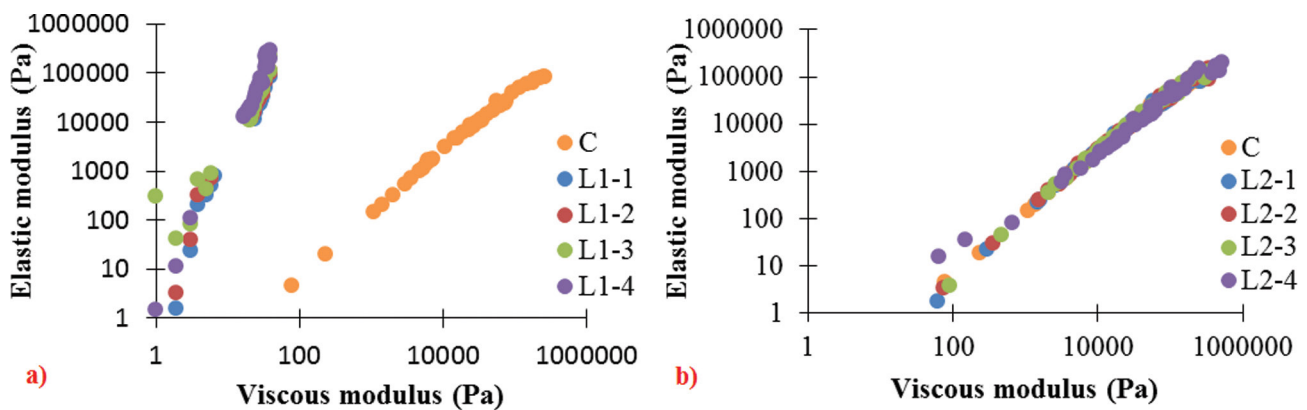 Elastic modulus (Pa)
1000000
100000
10000
1000
100
10
1
1
100
10000
1000000
Viscous modulus (Pa)
C
L1-1
L1-2
L1-3
L1-4
a)
Elastic modulus (Pa)
1000000
100000
10000
1000
100
10
1
1
100
10000
1000000
Viscous modulus (Pa)
C
L2-1
L2-2
L2-3
L2-4
b)